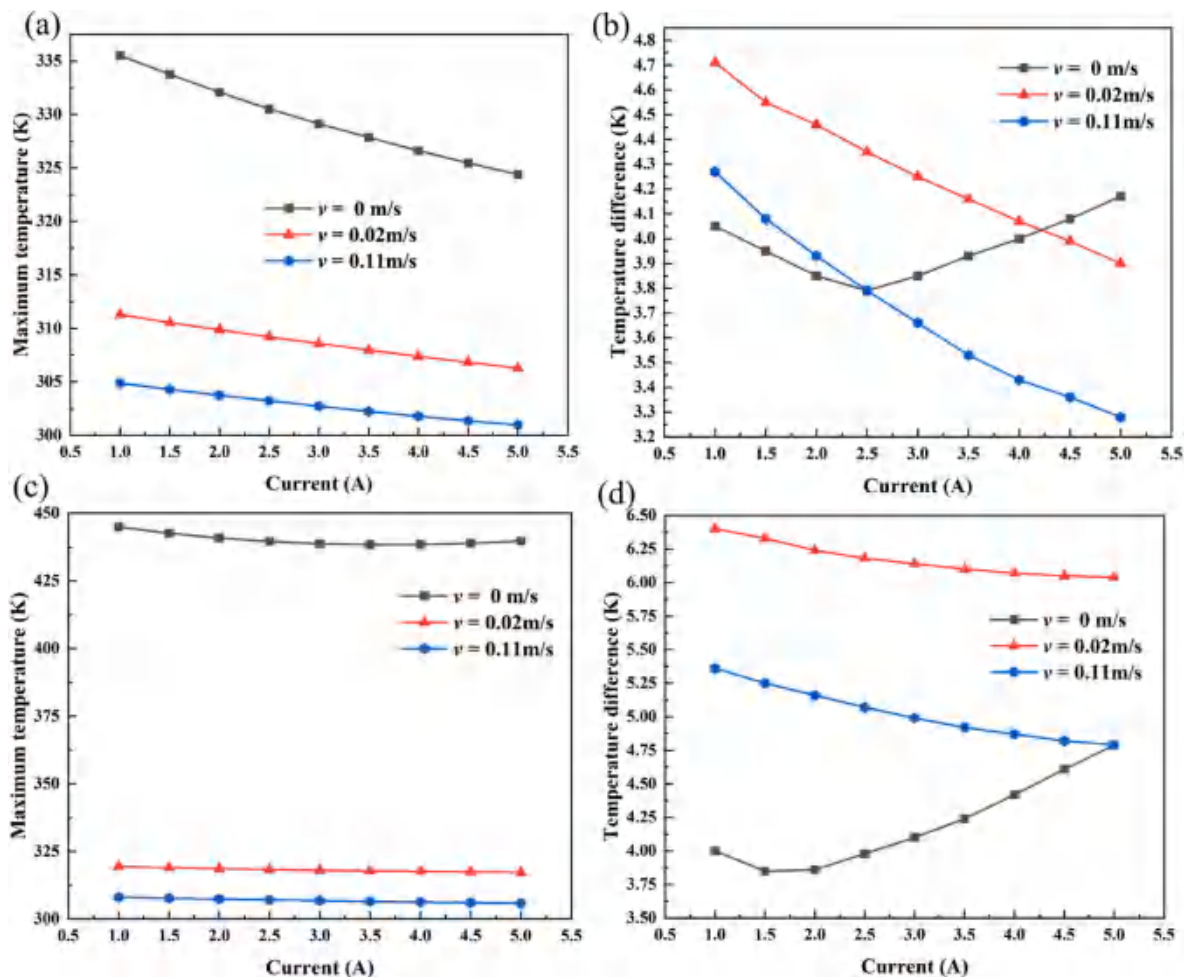 (a)
335
330
325
320
315
310
305
300
Maximum temperature (K)
v = 0 m/s
v = 0.02m/s
v = 0.11m/s
0.5 1.0 1.5 2.0 2.5 3.0 3.5 4.0 4.5 5.0 5.5
Current (A)
(b)
4.8
4.7
4.6
4.5
4.4
4.3
4.2
4.1
4.0
3.9
3.8
3.7
3.6
3.5
3.4
3.3
3.2
Temperature difference (K)
v = 0 m/s
v = 0.02m/s
v = 0.11m/s
0.5 1.0 1.5 2.0 2.5 3.0 3.5 4.0 4.5 5.0 5.5
Current (A)
(c)
450
425
400
375
350
325
300
Maximum temperature (K)
v = 0 m/s
v = 0.02m/s
v = 0.11m/s
0.5 1.0 1.5 2.0 2.5 3.0 3.5 4.0 4.5 5.0 5.5
Current (A)
(d)
6.50
6.25
6.00
5.75
5.50
5.25
5.00
4.75
4.50
4.25
4.00
3.75
3.50
Temperature difference (K)
v = 0 m/s
v = 0.02m/s
v = 0.11m/s
0.5 1.0 1.5 2.0 2.5 3.0 3.5 4.0 4.5 5.0 5.5
Current (A)